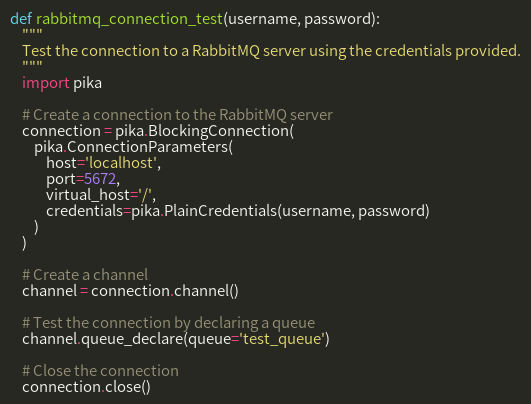 def rabbitmq_connection_test(username, password):
    """
    Test the connection to a RabbitMQ server using the credentials provided.
    """
    import pika

    # Create a connection to the RabbitMQ server
    connection = pika.BlockingConnection(
        pika.ConnectionParameters(
            host='localhost',
            port=5672,
            virtual_host='/',
            credentials=pika.PlainCredentials(username, password)
        )
    )

    # Create a channel
    channel = connection.channel()

    # Test the connection by declaring a queue
    channel.queue_declare(queue='test_queue')

    # Close the connection
    connection.close()